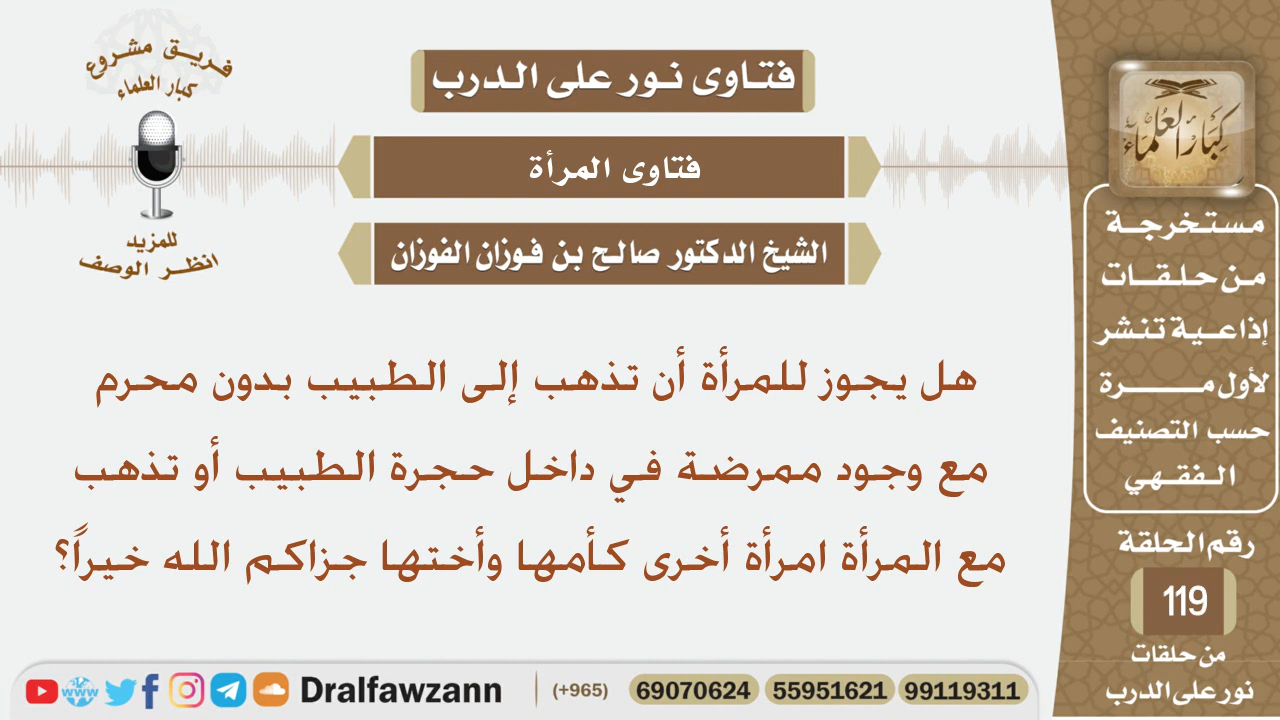 فريق مشروع
كبار العلماء
للمزيد
انظر الوصف
فتاوى نور على الدرب
فتاوى المرأة
الشيخ الدكتور صالح بن فوزان الفوزان
هل يجوز للمرأة أن تذهب إلى الطبيب بدون محرم
مع وجود ممرضة في داخل حجرة الطبيب أو تذهب
مع المرأة امرأة أخرى كأمها وأختها جزاكم الله خيراً؟
كبار العلماء
مستخرجة
من حلقات
إذاعية تنشر
لأول مرة
حسب التصنيف
الفقهي
رقم الحلقة
119
من حلقات
نور على الدرب
www Dralfawzann (+965) 69070624 55951621 99119311